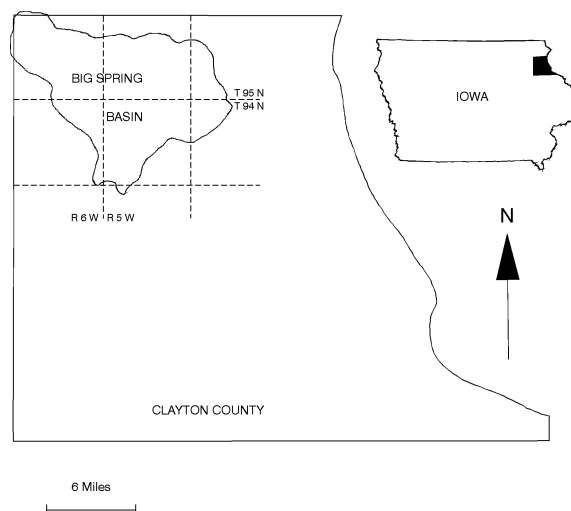 BIG SPRING
BASIN
T 95 N
T 94 N
R 6 W
R 5 W
IOWA
N
CLAYTON COUNTY
6 Miles